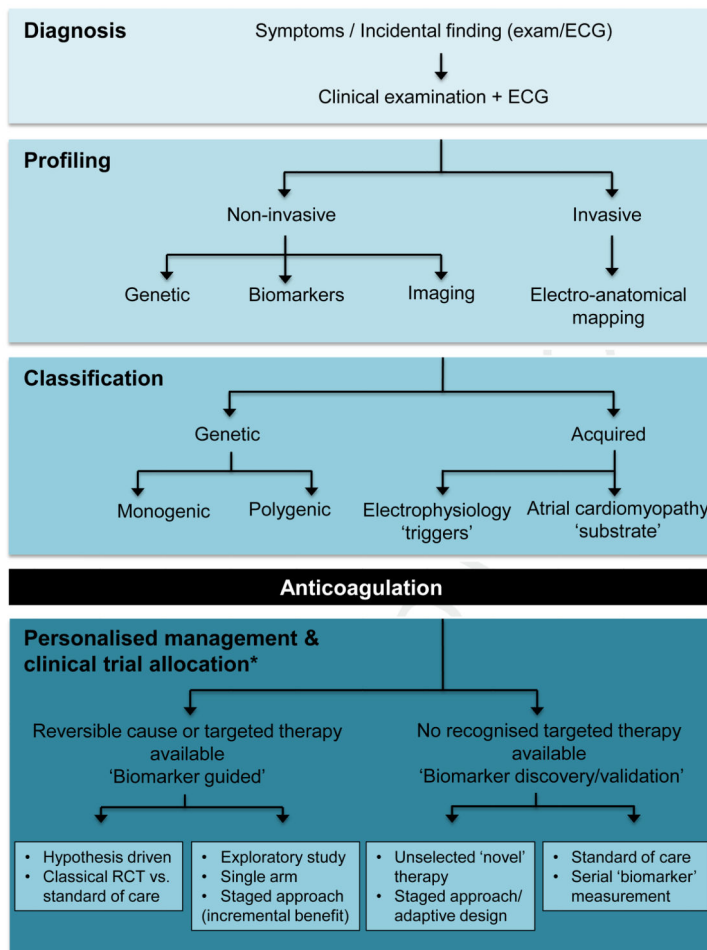 Diagnosis
Symptoms / Incidental finding (exam/ECG)
Clinical examination + ECG
Profiling
Non-invasive
Invasive
Genetic
Biomarkers
Imaging
Electro-anatomical
mapping
Classification
Genetic
Acquired
Monogenic
Polygenic
Electrophysiology
‘triggers’
Atrial cardiomyopathy
‘substrate’
Anticoagulation
Personalised management &
clinical trial allocation*
Reversible cause or targeted therapy
available
‘Biomarker guided’
No recognised targeted therapy
available
‘Biomarker discovery/validation’
• Hypothesis driven
• Classical RCT vs.
standard of care
• Exploratory study
• Single arm
• Staged approach
(incremental benefit)
• Unselected ‘novel’
therapy
• Staged approach/
adaptive design
• Standard of care
• Serial ‘biomarker’
measurement